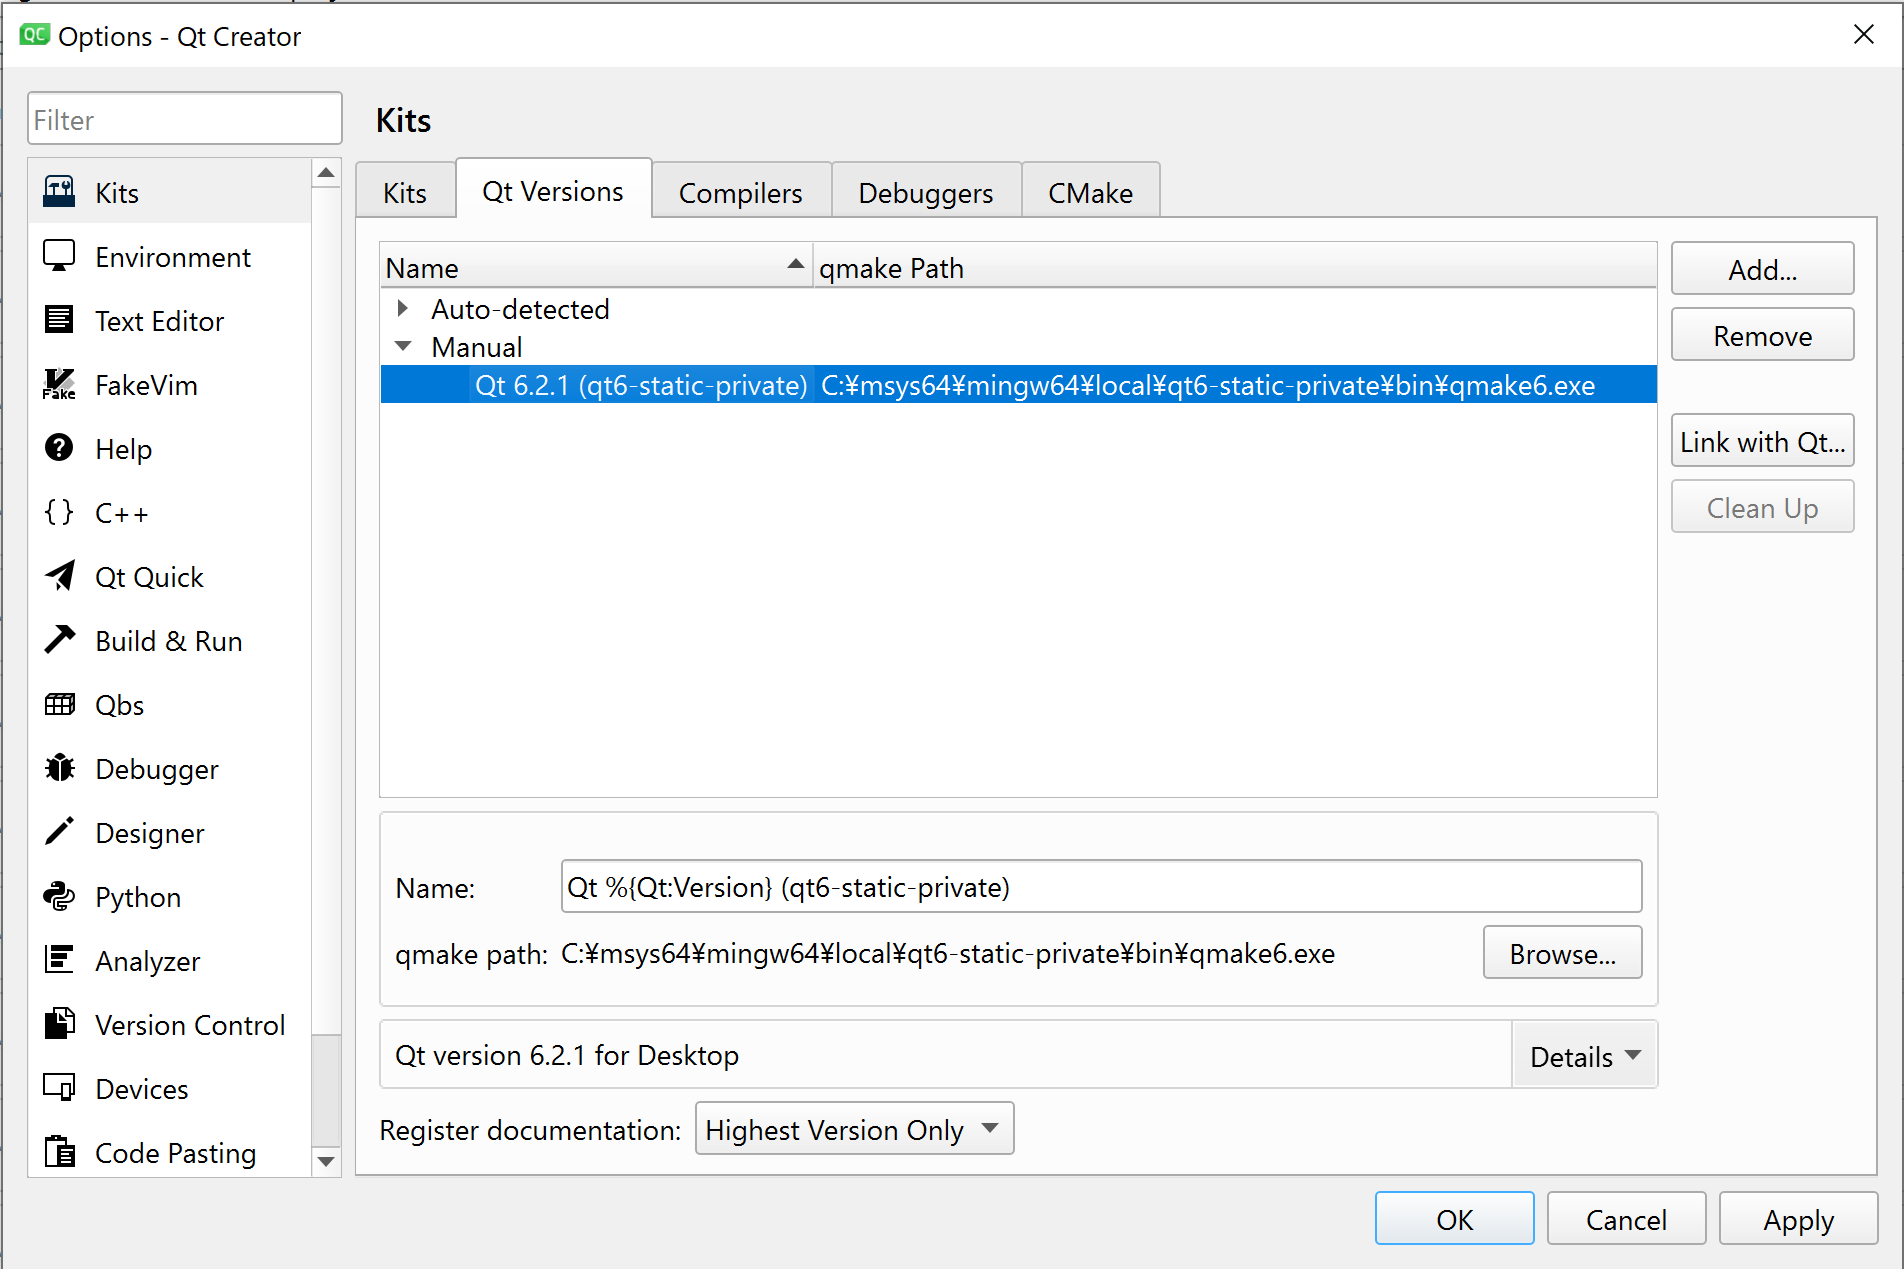 QC Options - Qt Creator
Filter
Kits
Environment
Text Editor
Fake FakeVim
Help
C++
Qt Quick
Build & Run
Qbs
Debugger
Designer
Python
Analyzer
Version Control
Devices
Code Pasting
Kits
Kits Qt Versions Compilers Debuggers CMake
Name qmake Path
Auto-detected
Manual
Qt 6.2.1 (qt6-static-private) C:¥msys64¥mingw64¥local¥qt6-static-private¥bin¥qmake6.exe
Add...
Remove
Link with Qt...
Clean Up
Name: Qt %{Qt:Version} (qt6-static-private)
qmake path: C:¥msys64¥mingw64¥local¥qt6-static-private¥bin¥qmake6.exe Browse...
Qt version 6.2.1 for Desktop Details
Register documentation: Highest Version Only
OK Cancel Apply